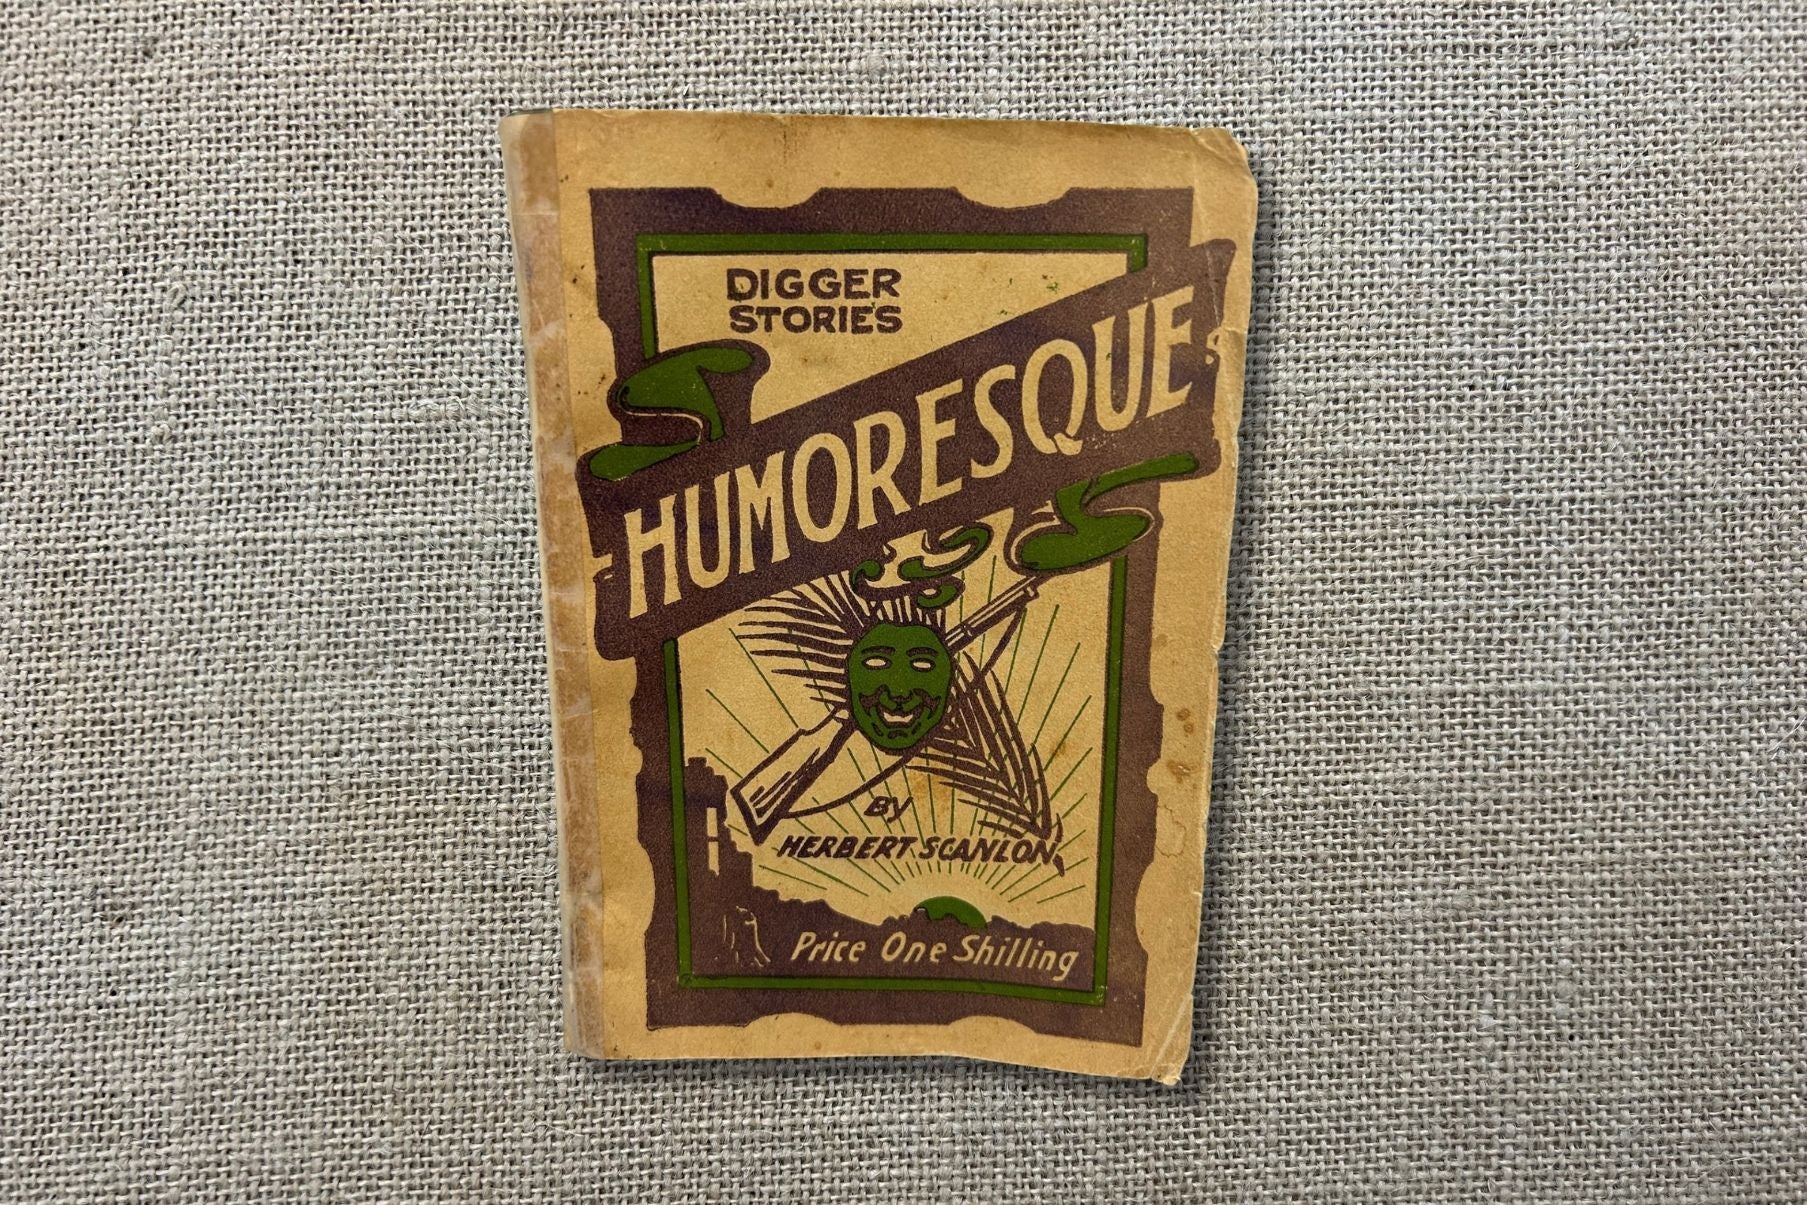 DIGGER
STORIES
HUMORESQUE
BY
HERBERT SCANLON
Price One Shilling